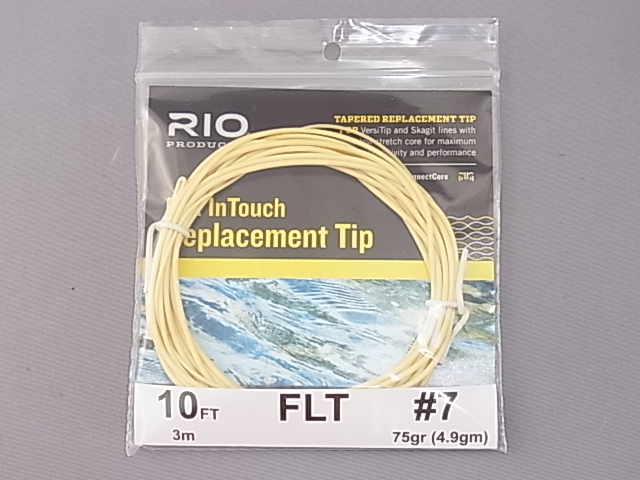 RIO
PRODUC
TAPERED REPLACEMENT TIP
VersiTip and Skagit lines with
stretch core for maximum
and performance
InTouch
eplacement Tip
10FT FLT #7
3m 75gr (4.9gm)